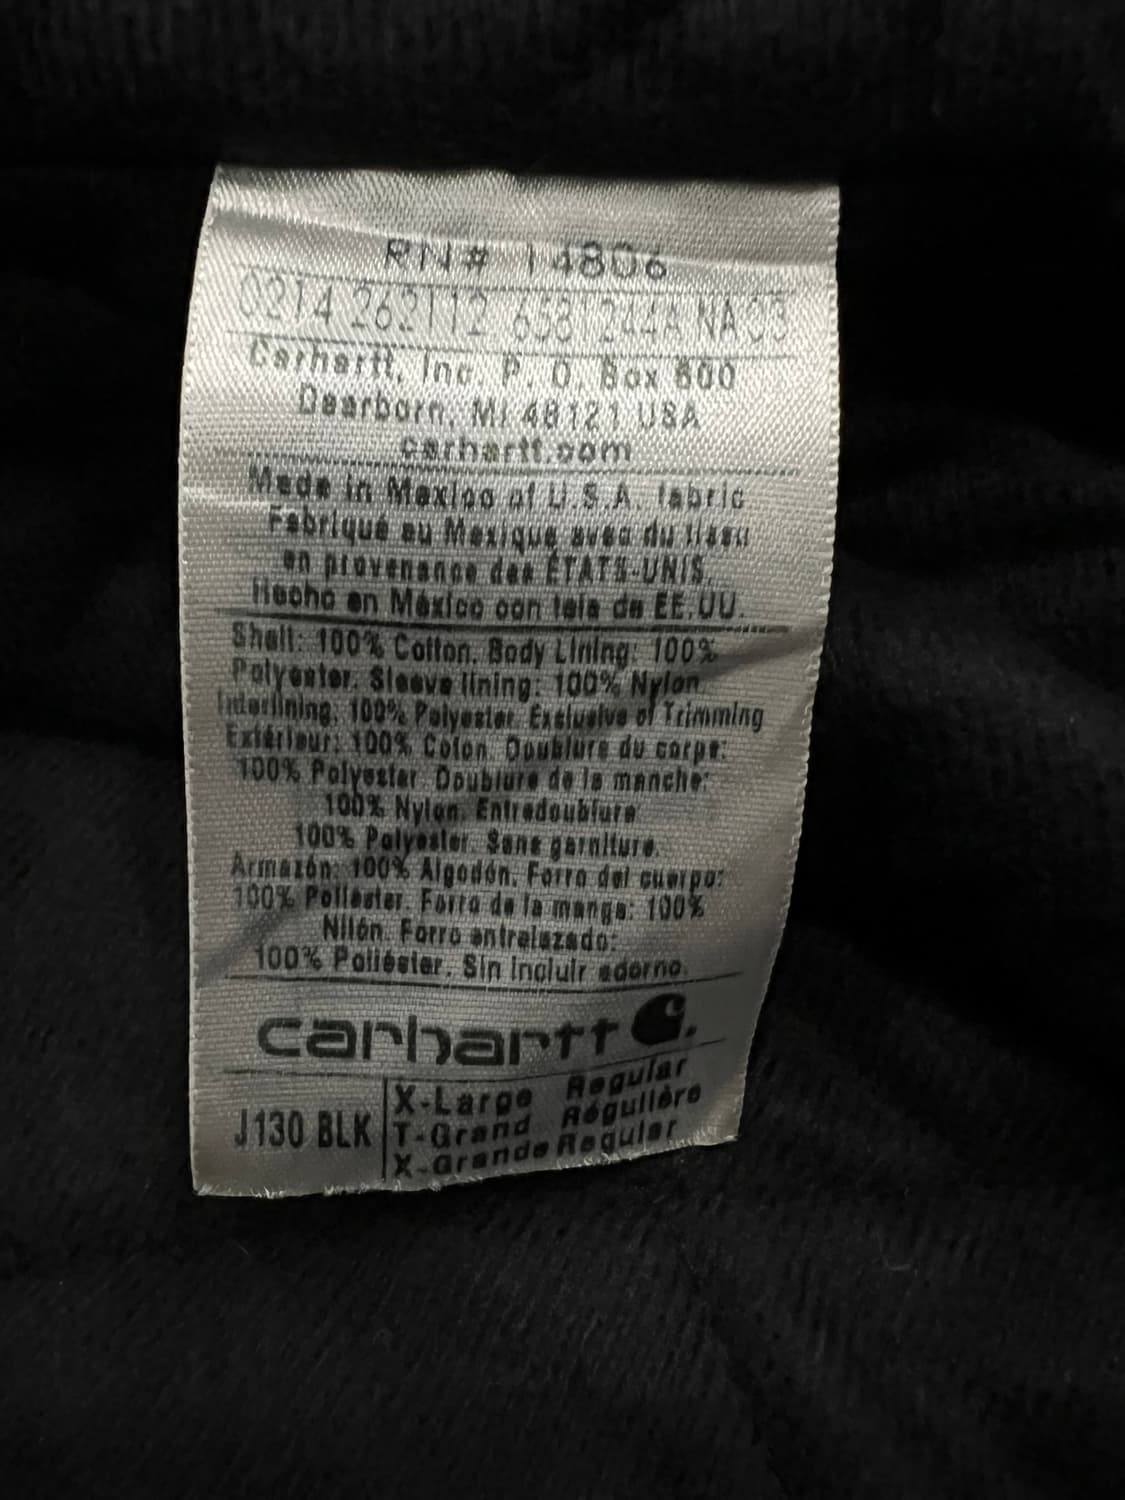 RN# 14806
0214 262112 6581244A NA 03
Carhartt, Inc. P. O. Box 600
Dearborn, MI 48121 USA
carhartt.com
Made in Mexico of U.S.A. fabric
Fabriqué au Mexique avec du tissu
en provenance des ÉTATS-UNIS.
Hecho en México con tela de EE.UU.
Shell: 100% Cotton. Body Lining: 100%
Polyester. Sleeve lining: 100% Nylon.
Interlining: 100% Polyester. Exclusive of Trimming
Extérieur: 100% Coton. Doublure du corps:
100% Polyester. Doublure de la manche:
100% Nylon. Entredoublure
100% Polyester. Sans garniture.
Armazón: 100% Algodón. Forro del cuerpo:
100% Poliester. Forro de la manga: 100%
Nilón. Forro entrelazado:
100% Poliéster. Sin incluir adorno.
carhartt
J130 BLK
X-Large Regular
T-Grand Régulière
X-Grande Regular